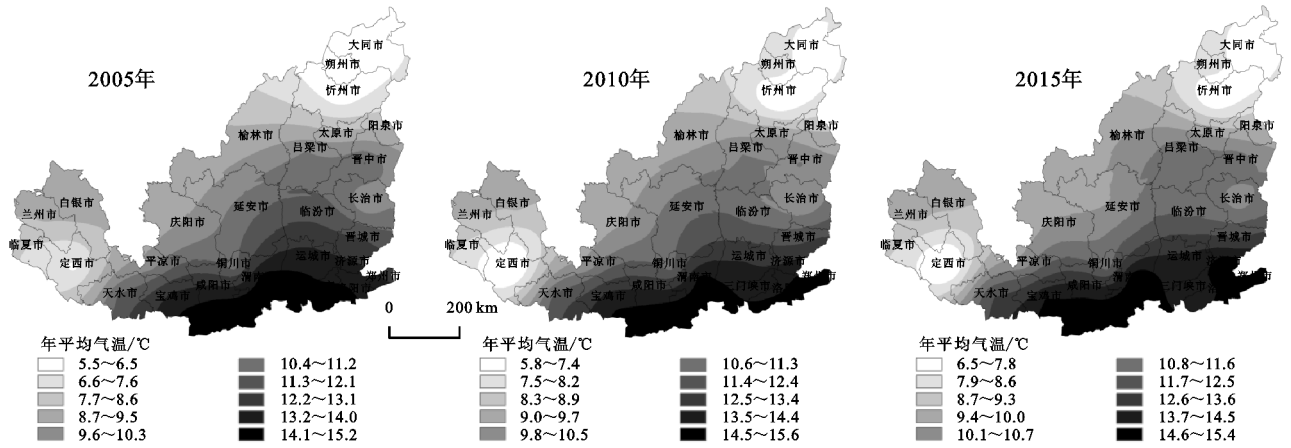 2005年
大同市
朔州市
忻州市
榆林市
太原市
阳泉市
吕梁市
晋中市
白银市
兰州市
延安市
长治市
庆阳市
临汾市
临夏市
晋城市
定西市
平凉市
铜川市
运城市
济源市
郑州市
天水市
宝鸡市
咸阳市
渭南
0 200 km
年平均气温/℃
5.5～6.5
6.6～7.6
7.7～8.6
8.7～9.5
9.6～10.3
10.4～11.2
11.3～12.1
12.2～13.1
13.2～14.0
14.1～15.2
2010年
大同市
朔州市
忻州市
榆林市
太原市
阳泉市
吕梁市
晋中市
白银市
兰州市
延安市
长治市
庆阳市
临汾市
临夏市
晋城市
定西市
平凉市
铜川市
运城市
济源市
渭南
郑州市
天水市
宝鸡市
咸阳市
三门峡市
年平均气温/℃
5.8～7.4
7.5～8.2
8.3～8.9
9.0～9.7
9.8～10.5
10.6～11.3
11.4～12.4
12.5～13.4
13.5～14.4
14.5～15.6
2015年
大同市
朔州市
忻州市
榆林市
太原市
阳泉市
吕梁市
晋中市
白银市
兰州市
延安市
长治市
庆阳市
临汾市
临夏市
晋城市
定西市
平凉市
铜川市
运城市
济源市
渭南
郑州市
天水市
宝鸡市
咸阳市
三门峡市
年平均气温/℃
6.5～7.8
7.9～8.6
8.7～9.3
9.4～10.0
10.1～10.7
10.8～11.6
11.7～12.5
12.6～13.6
13.7～14.5
14.6～15.4